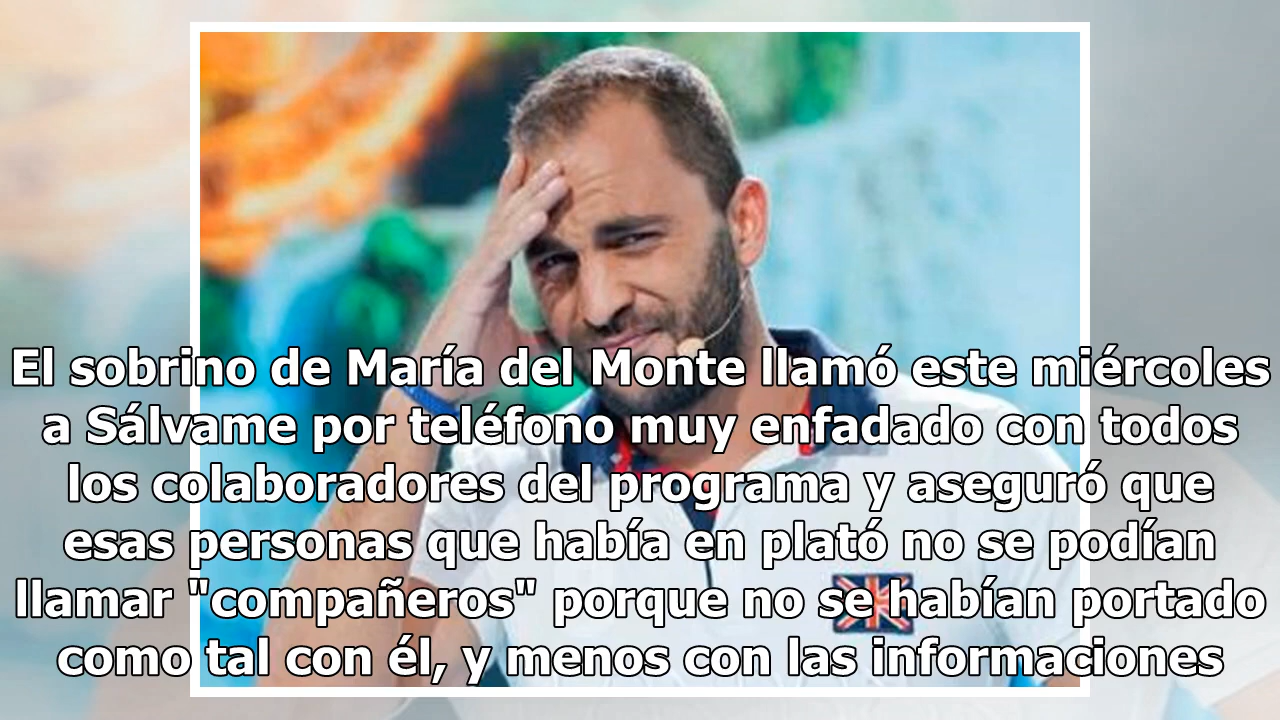 El sobrino de María del Monte llamó este miércoles
a Sálvame por teléfono muy enfadado con todos
los colaboradores del programa y aseguró que
esas personas que había en plató no se podían
llamar "compañeros" porque no se habían portado
como tal con él, y menos con las informaciones